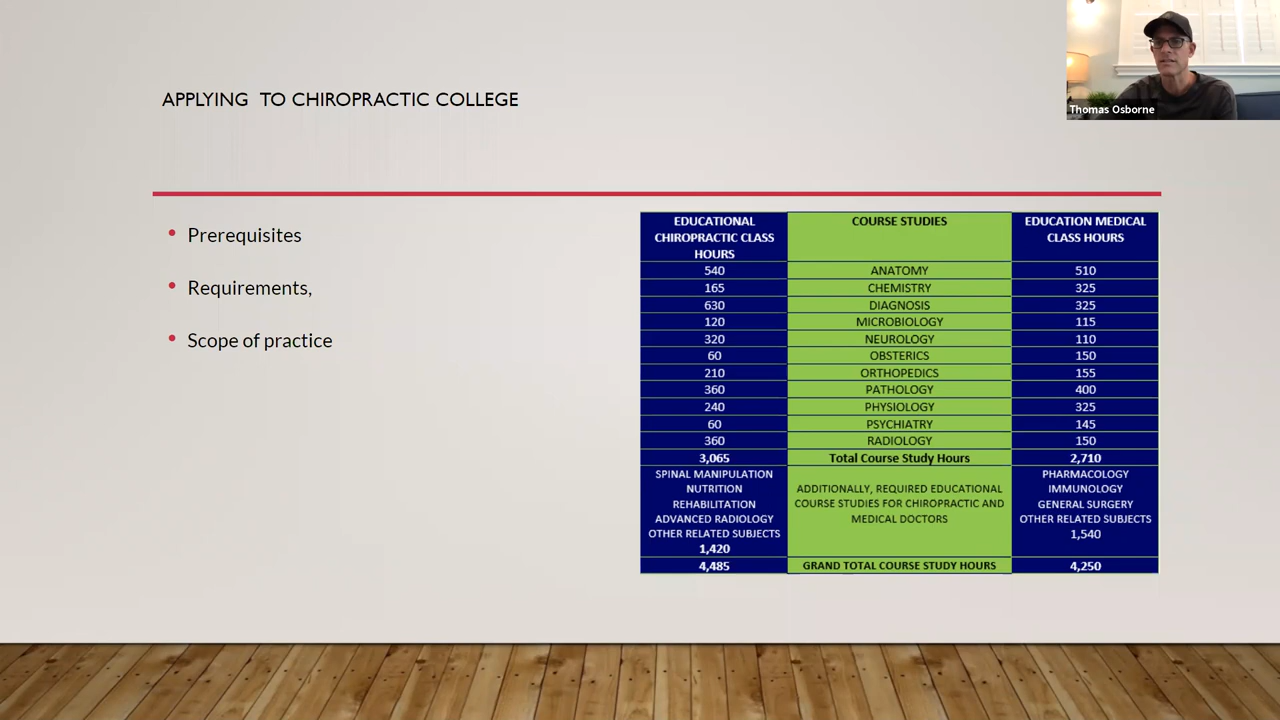 Thomas Osborne
APPLYING TO CHIROPRACTIC COLLEGE
• Prerequisites
• Requirements,
• Scope of practice
EDUCATIONAL CHIROPRACTIC CLASS HOURS COURSE STUDIES EDUCATION MEDICAL CLASS HOURS
540 ANATOMY 510
165 CHEMISTRY 325
630 DIAGNOSIS 325
120 MICROBIOLOGY 115
320 NEUROLOGY 110
60 OBSTERICS 150
210 ORTHOPEDICS 155
360 PATHOLOGY 400
240 PHYSIOLOGY 325
60 PSYCHIATRY 145
360 RADIOLOGY 150
3,065 Total Course Study Hours 2,710
SPINAL MANIPULATION
NUTRITION
REHABILITATION
ADVANCED RADIOLOGY
OTHER RELATED SUBJECTS
1,420
ADDITIONALLY, REQUIRED EDUCATIONAL
COURSE STUDIES FOR CHIROPRACTIC AND
MEDICAL DOCTORS
PHARMACOLOGY
IMMUNOLOGY
GENERAL SURGERY
OTHER RELATED SUBJECTS
1,540
4,485 GRAND TOTAL COURSE STUDY HOURS 4,250